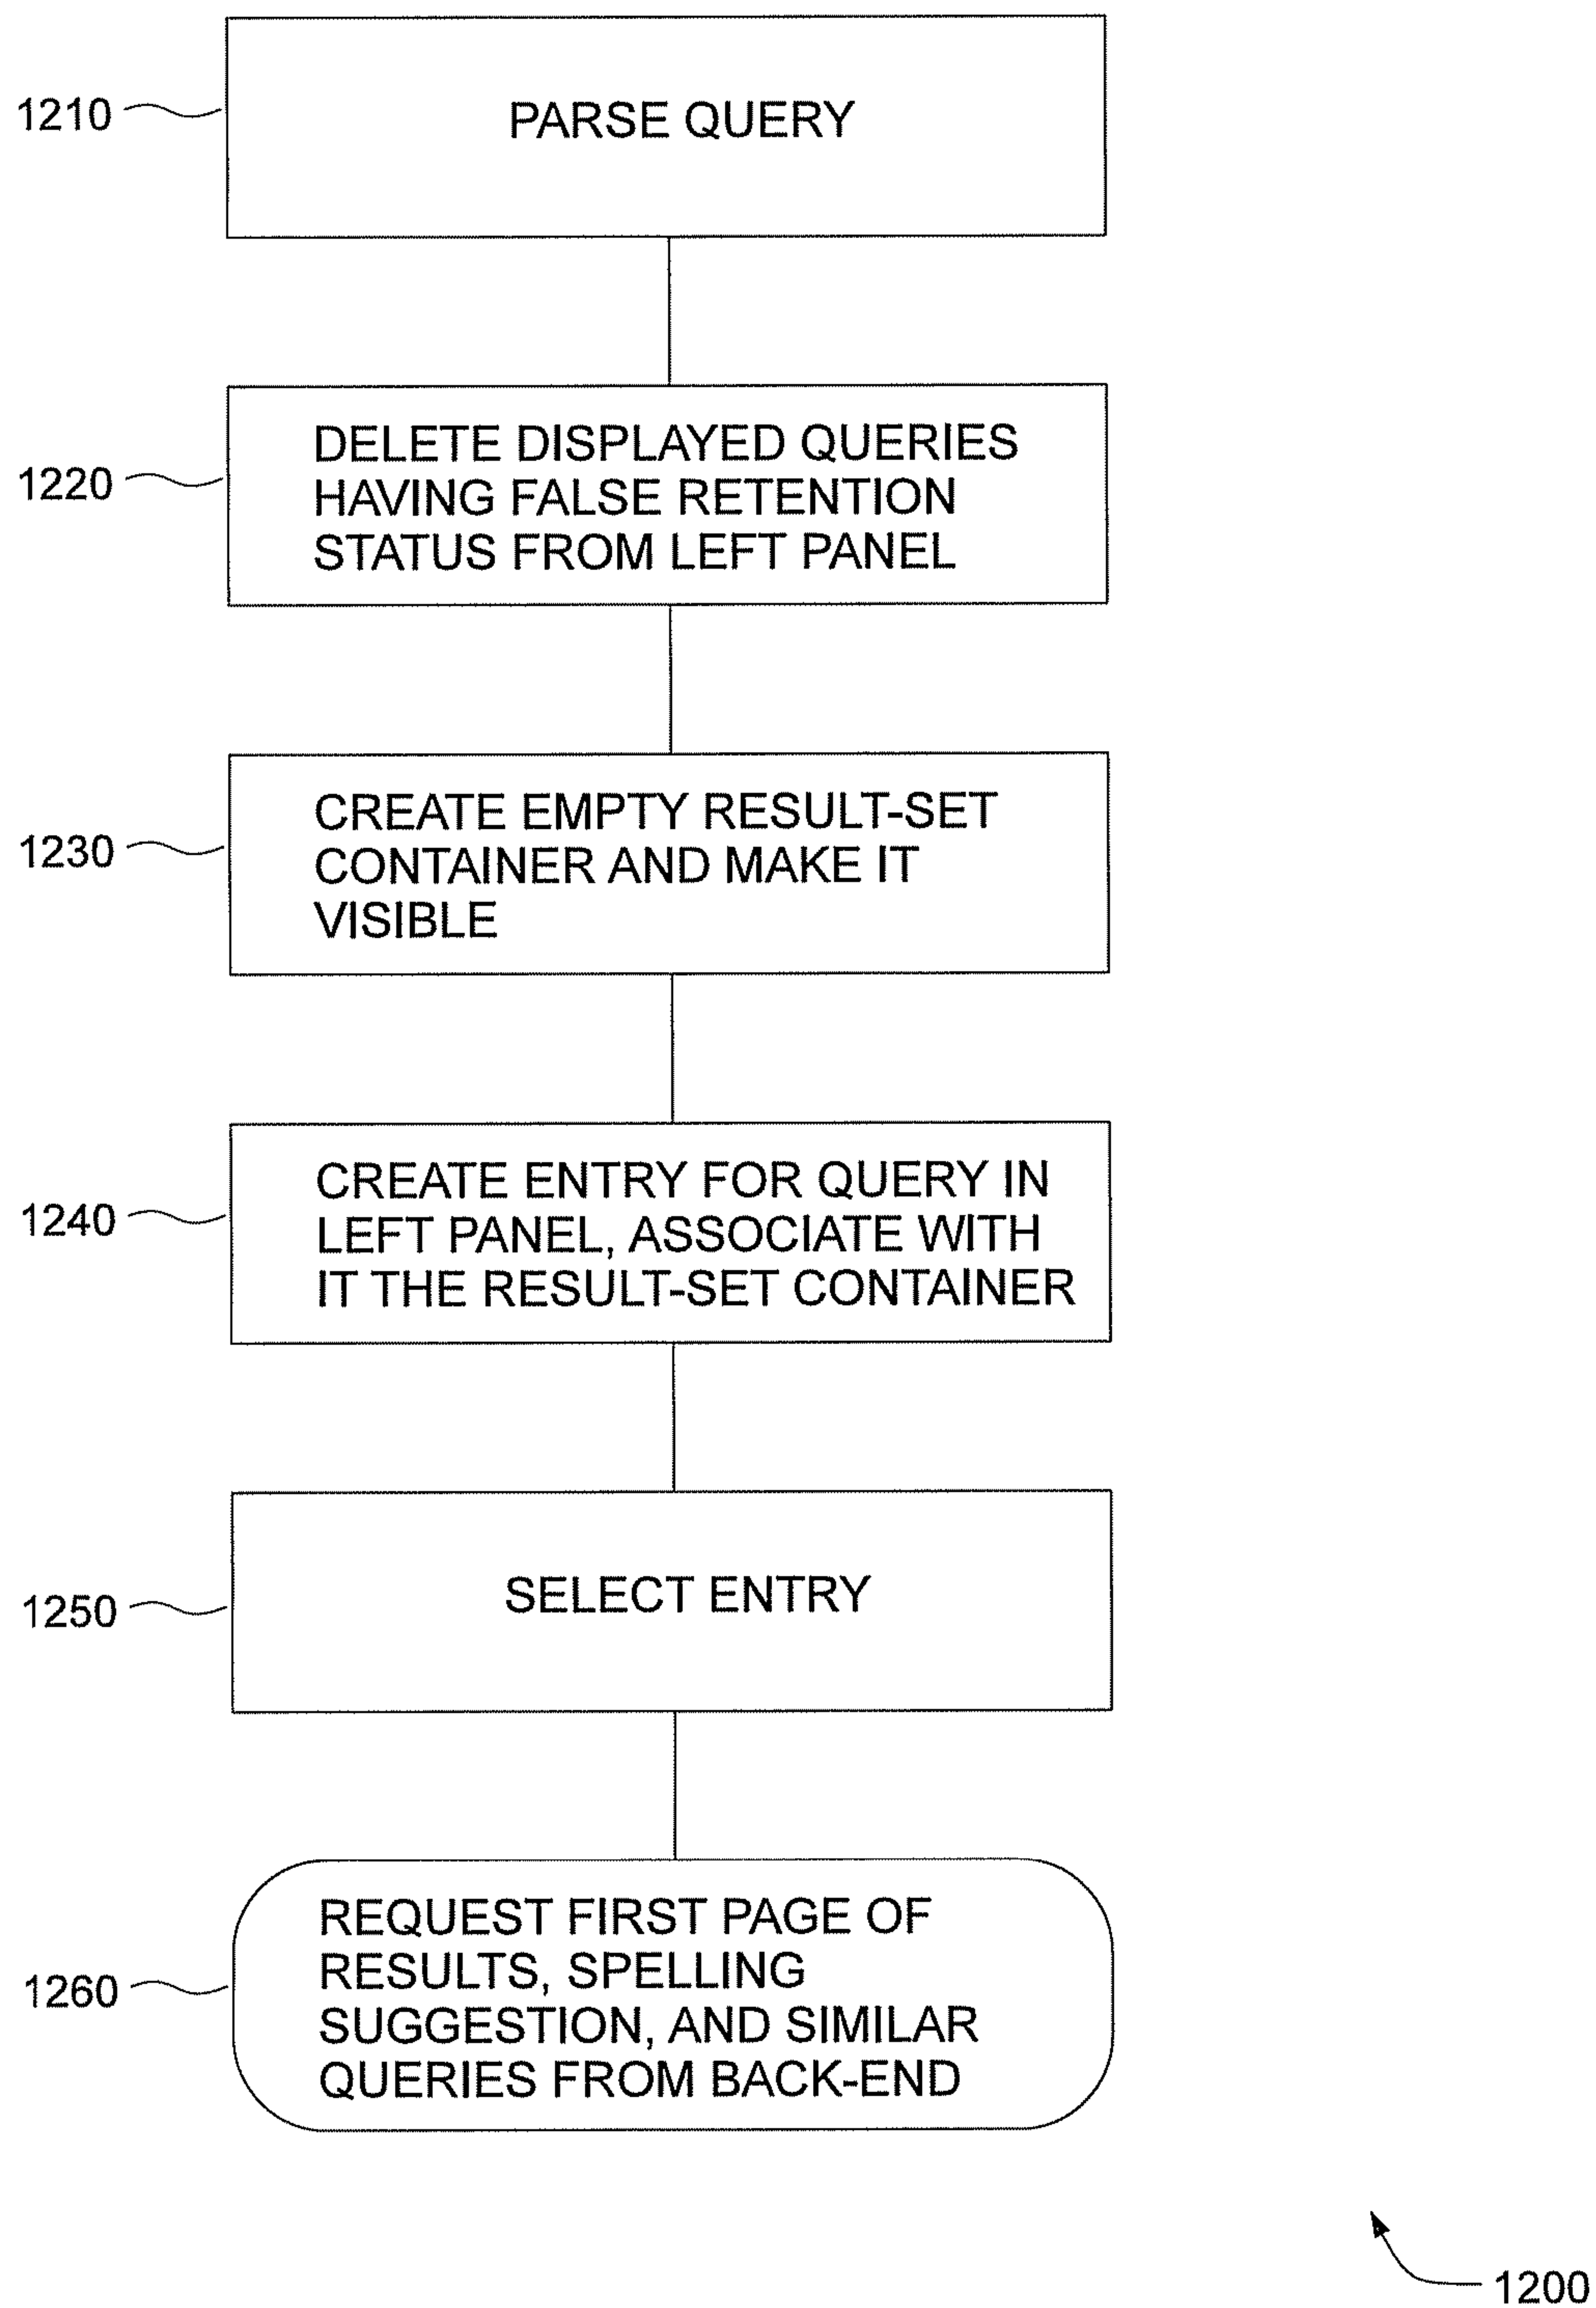 1210
PARSE QUERY
1220
DELETE DISPLAYED QUERIES
HAVING FALSE RETENTION
STATUS FROM LEFT PANEL
1230
CREATE EMPTY RESULT-SET
CONTAINER AND MAKE IT
VISIBLE
1240
CREATE ENTRY FOR QUERY IN
LEFT PANEL, ASSOCIATE WITH
IT THE RESULT-SET CONTAINER
1250
SELECT ENTRY
1260
REQUEST FIRST PAGE OF
RESULTS, SPELLING
SUGGESTION, AND SIMILAR
QUERIES FROM BACK-END
1200